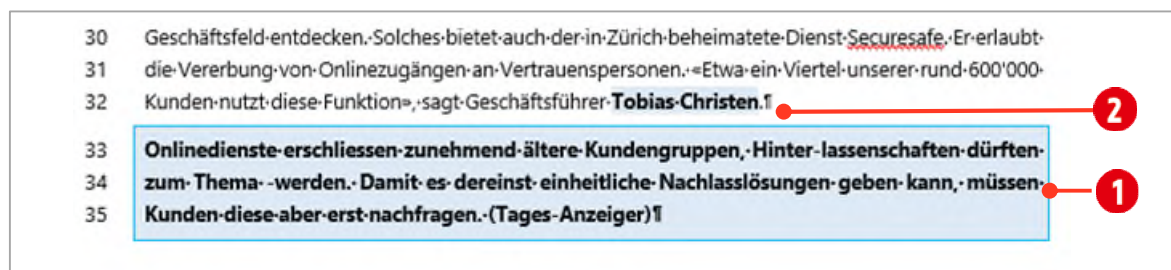 30 Geschäftsfeld·entdecken.·Solches·bietet·auch·der·in·Zürich·beheimatete·Dienst·Securesafe.·Er·erlaubt·
31 die·Vererbung·von·Onlinezugängen·an·Vertrauenspersonen.·«Etwa·ein·Viertel·unserer·rund·600'000·
32 Kunden·nutzt·diese·Funktion»,·sagt·Geschäftsführer·Tobias·Christen.¶
2
33 Onlinedienste·erschliessen·zunehmend·ältere·Kundengruppen,·Hinter-lassenschaften·dürften·
34 zum·Thema·-werden.·Damit·es·dereinst·einheitliche·Nachlasslösungen·geben·kann,·müssen·
1
35 Kunden·diese·aber·erst·nachfragen.·(Tages-Anzeiger)¶